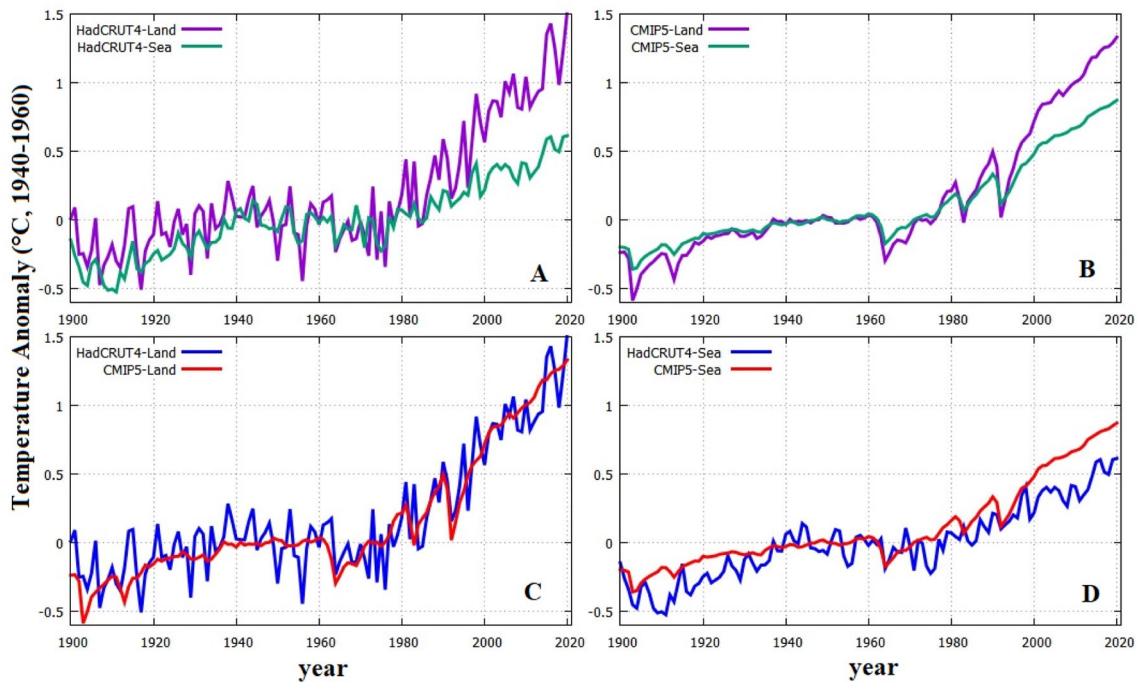 Temperature Anomaly (°C, 1940-1960)
1.5
1
0.5
0
-0.5
HadCRUT4-Land
HadCRUT4-Sea
A
1900 1920 1940 1960 1980 2000 2020
1.5
1
0.5
0
-0.5
CMIP5-Land
CMIP5-Sea
B
1900 1920 1940 1960 1980 2000 2020
1.5
1
0.5
0
-0.5
HadCRUT4-Land
CMIP5-Land
C
1900 1920 1940 1960 1980 2000 2020
year
1.5
1
0.5
0
-0.5
HadCRUT4-Sea
CMIP5-Sea
D
1900 1920 1940 1960 1980 2000 2020
year